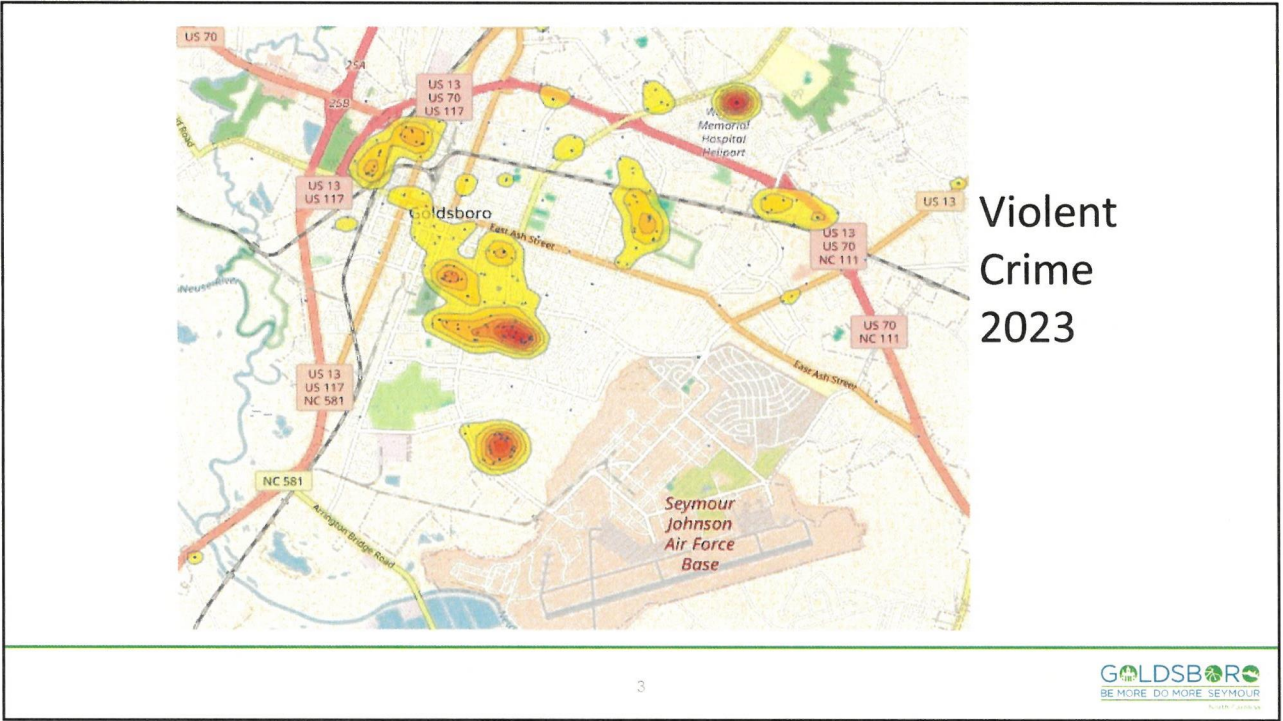 US 70
25A
25B
US 13
US 70
US 117
Road
Memorial
Hospital
Heliport
US 13
US 117
Goldsboro
East Ash Street
US 13
US 13
US 70
NC 111
Neuse River
US 70
NC 111
US 13
US 117
NC 581
East Ash Street
NC 581
Arrington Bridge Road
Seymour
Johnson
Air Force
Base
Violent
Crime
2023
3
GOLDSBORO
BE MORE DO MORE SEYMOUR